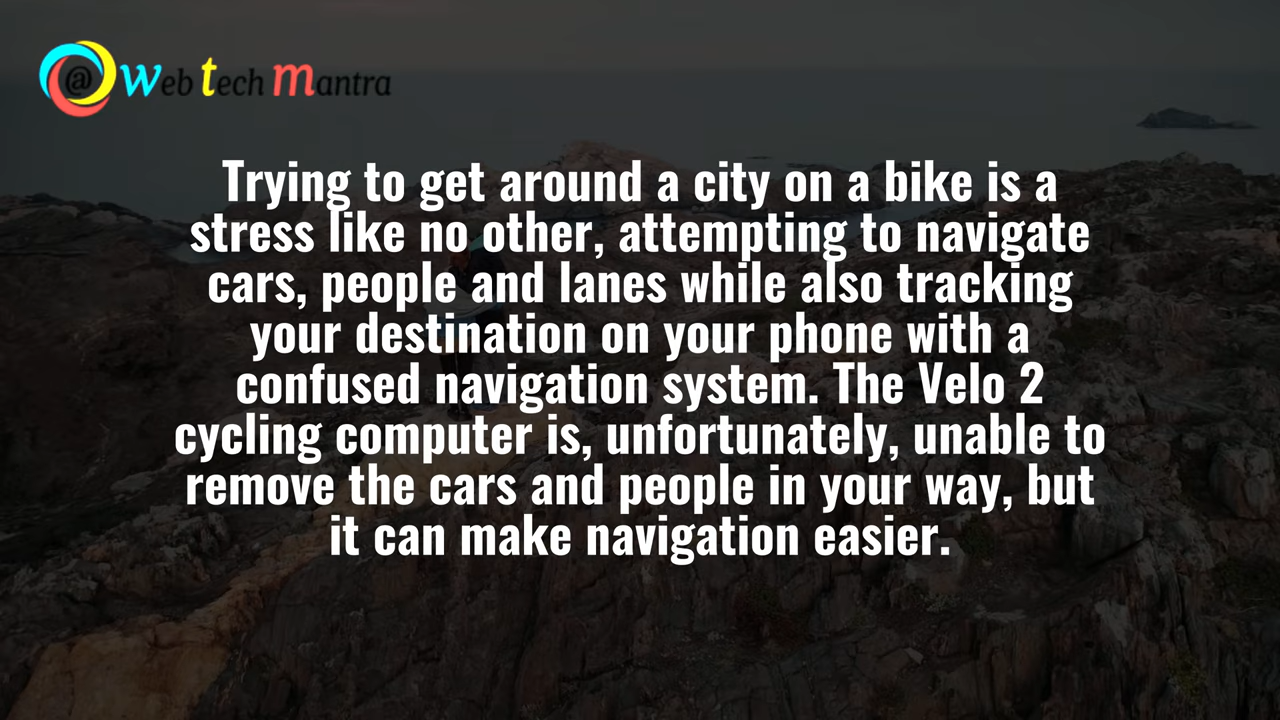 @ Web tech Mantra
Trying to get around a city on a bike is a
stress like no other, attempting to navigate
cars, people and lanes while also tracking
your destination on your phone with a
confused navigation system. The Velo 2
cycling computer is, unfortunately, unable to
remove the cars and people in your way, but
it can make navigation easier.